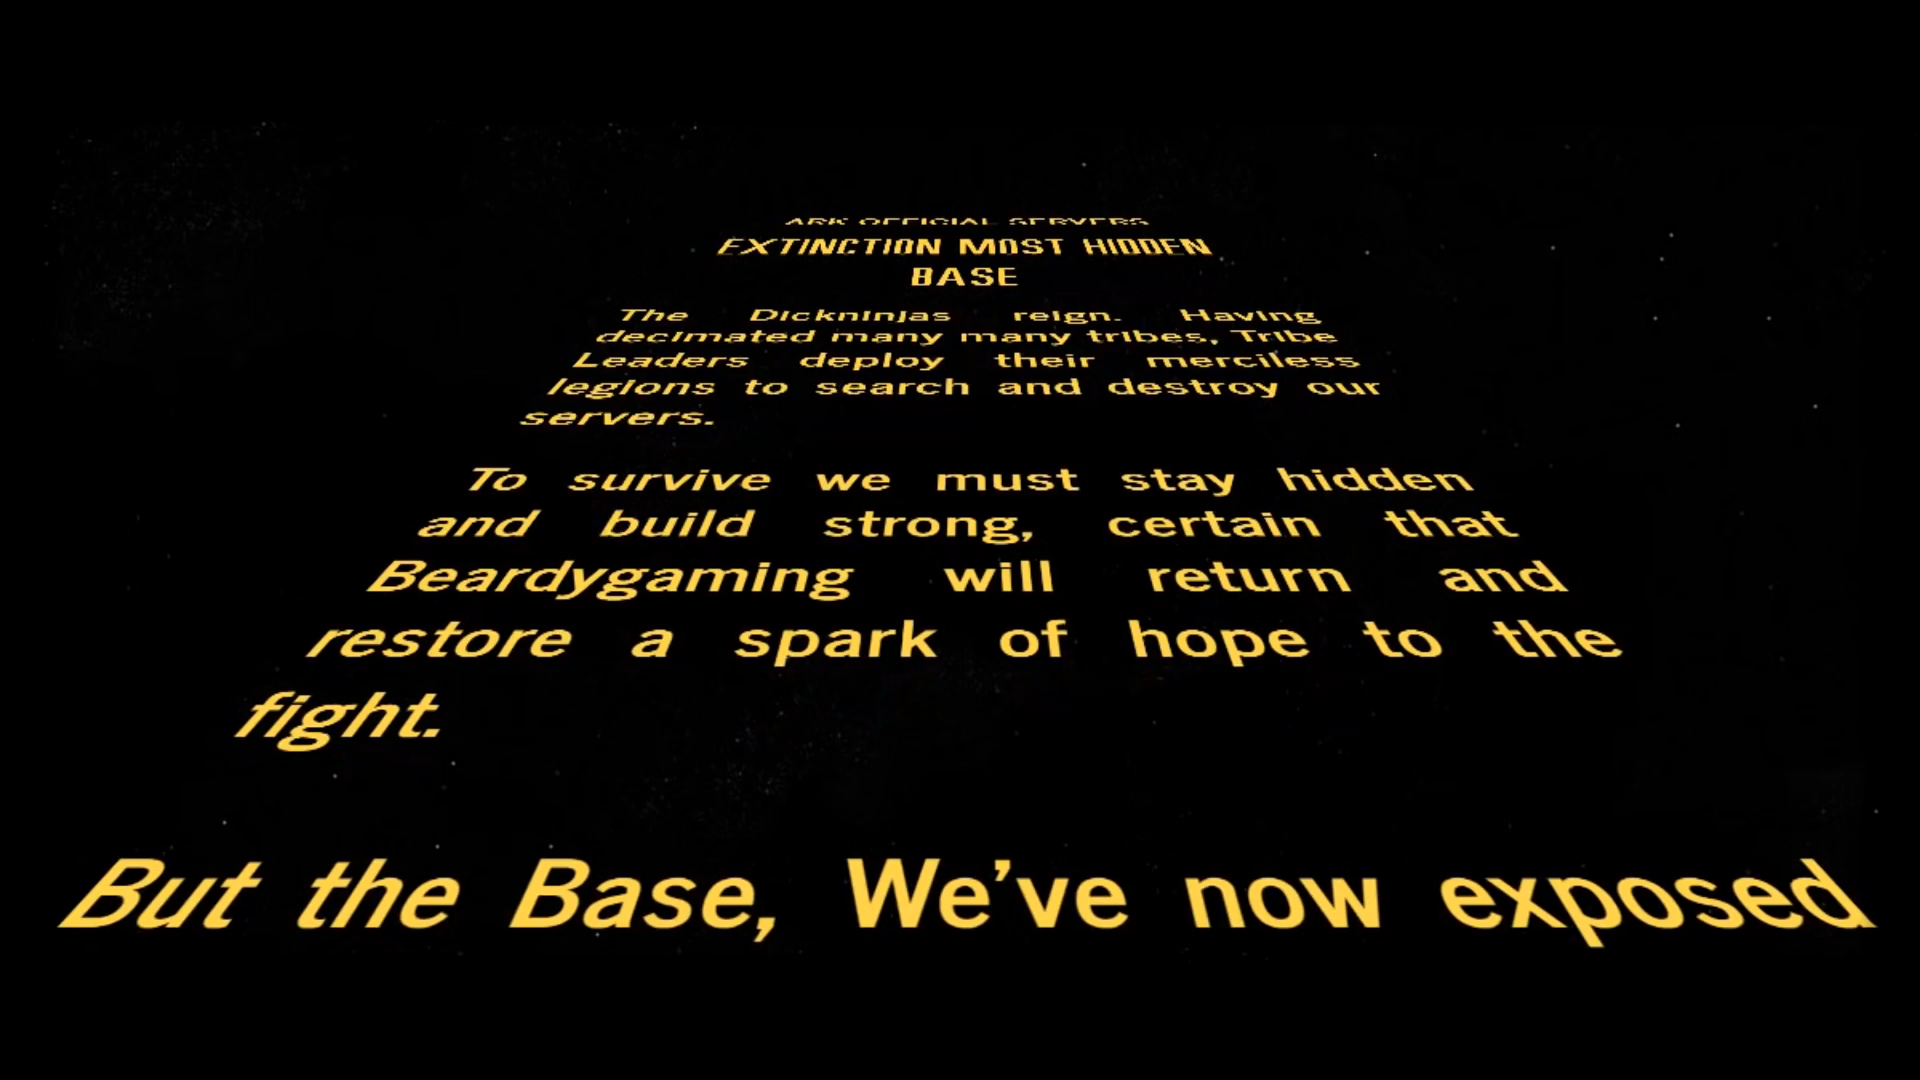 ARK OFFICIAL SERVERS
EXTINCTION MOST HIDDEN
BASE
The Dickninjas reign. Having
decimated many many tribes, Tribe
Leaders deploy their merciless
legions to search and destroy our
servers.
To survive we must stay hidden
and build strong, certain that
Beardygaming will return and
restore a spark of hope to the
fight.
But the Base, We've now exposed